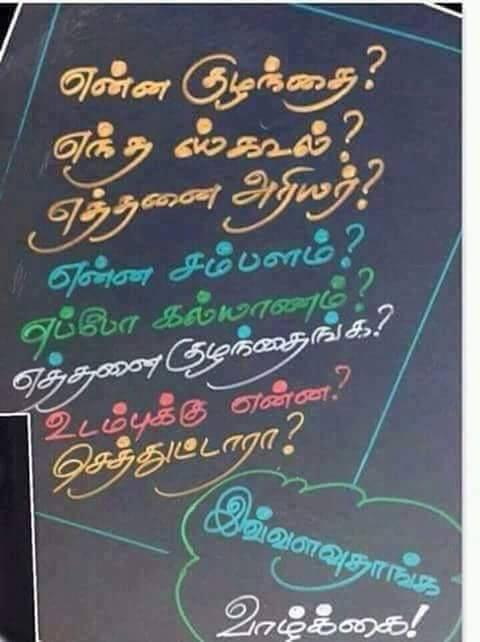 என்ன குழந்தை?
எந்த ஸ்கூல்?
எத்தனை அரியர்?
என்ன சம்பளம்?
எப்போ கல்யாணம்?
எத்தனை குழந்தைங்க?
உடம்புக்கு என்ன?
செத்துட்டாரா?
இவ்வளவுதாங்க
வாழ்க்கை!